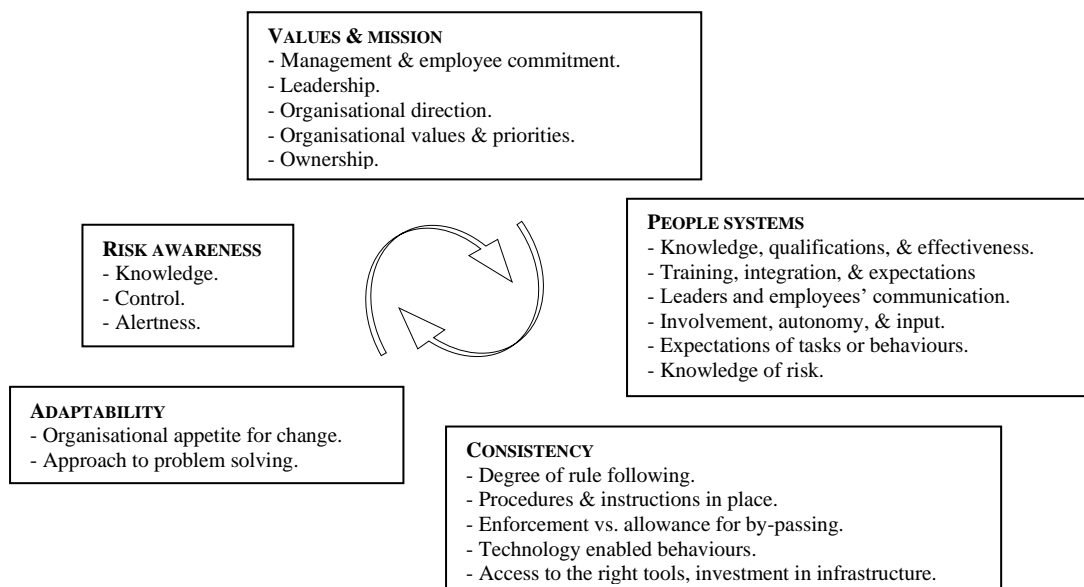 VALUES & MISSION
- Management & employee commitment.
- Leadership.
- Organisational direction.
- Organisational values & priorities.
- Ownership.
PEOPLE SYSTEMS
- Knowledge, qualifications, & effectiveness.
- Training, integration, & expectations
- Leaders and employees’ communication.
- Involvement, autonomy, & input.
- Expectations of tasks or behaviours.
- Knowledge of risk.
RISK AWARENESS
- Knowledge.
- Control.
- Alertness.
ADAPTABILITY
- Organisational appetite for change.
- Approach to problem solving.
CONSISTENCY
- Degree of rule following.
- Procedures & instructions in place.
- Enforcement vs. allowance for by-passing.
- Technology enabled behaviours.
- Access to the right tools, investment in infrastructure.